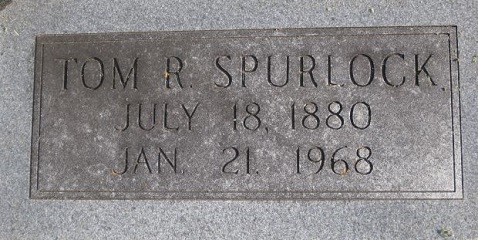 TOM R. SPURLOCK
JULY 18, 1880
JAN. 21. 1968